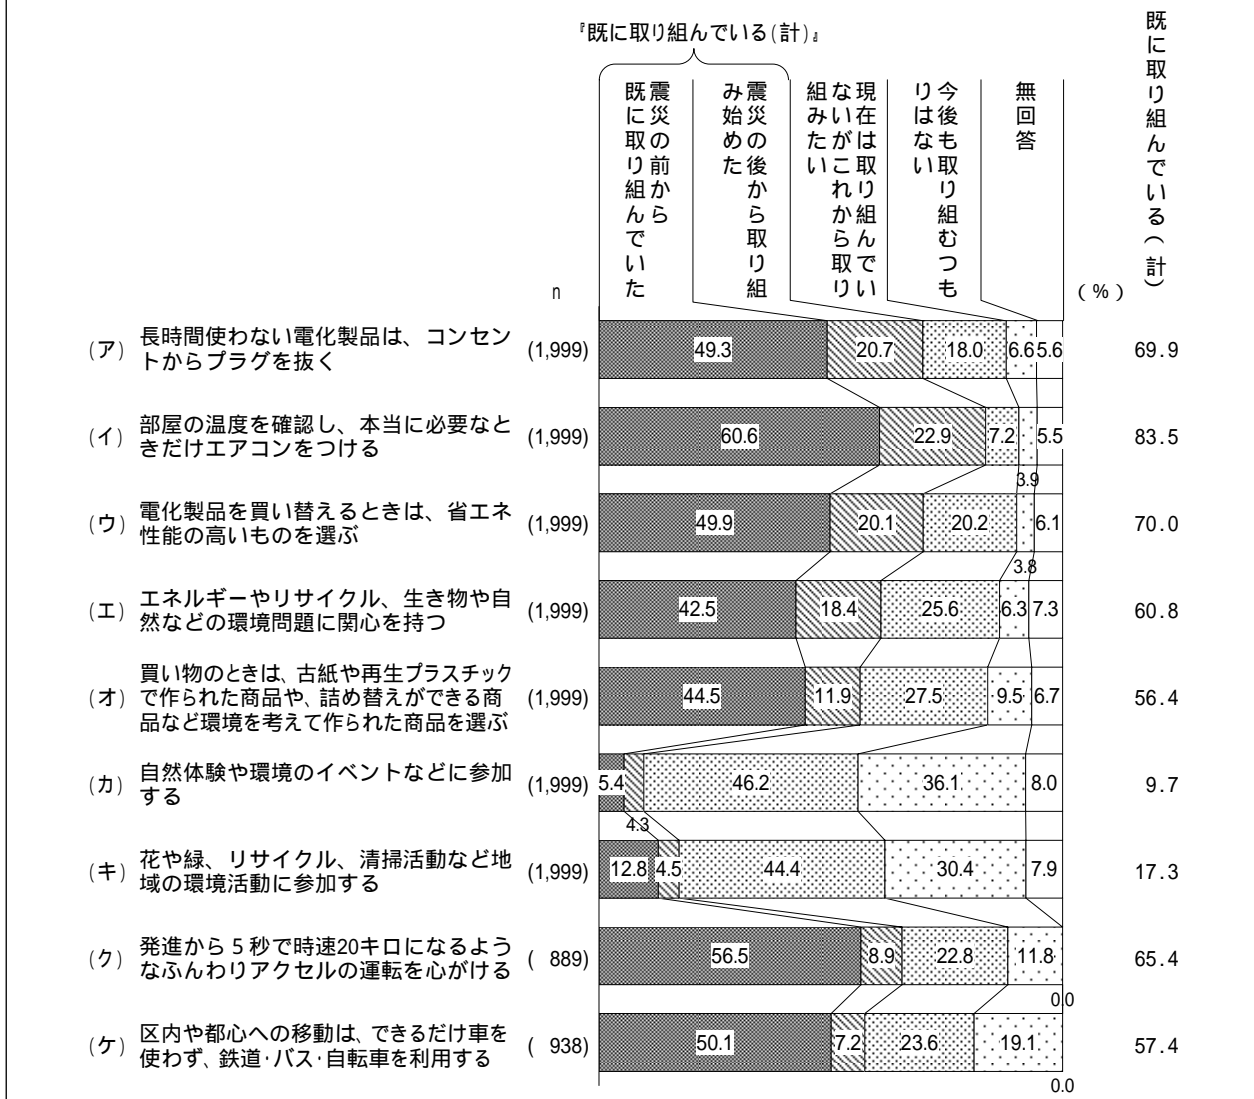 『既に取り組んでいる(計)』
震災の前から
既に取り組んでいた
震災の後から取り組
み始めた
現在は取り組んでい
ないがこれから取り
組みたい
今後も取り組むつも
りはない
無回答
既に取り組んでいる(計)
n
(%)
(ア) 長時間使わない電化製品は、コンセン
トからプラグを抜く
(1,999) 49.3 20.7 18.0 6.6 5.6 69.9
(イ) 部屋の温度を確認し、本当に必要なと
きだけエアコンをつける
(1,999) 60.6 22.9 7.2 5.5 83.5
3.9
(ウ) 電化製品を買い替えるときは、省エネ
性能の高いものを選ぶ
(1,999) 49.9 20.1 20.2 6.1 70.0
3.8
(エ) エネルギーやリサイクル、生き物や自
然などの環境問題に関心を持つ
(1,999) 42.5 18.4 25.6 6.3 7.3 60.8
買い物のときは、古紙や再生プラスチック
(オ) で作られた商品や、詰め替えができる商
品など環境を考えて作られた商品を選ぶ
(1,999) 44.5 11.9 27.5 9.5 6.7 56.4
(カ) 自然体験や環境のイベントなどに参加
する
(1,999) 5.4 46.2 36.1 8.0 9.7
4.3
(キ) 花や緑、リサイクル、清掃活動など地
域の環境活動に参加する
(1,999) 12.8 4.5 44.4 30.4 7.9 17.3
(ク) 発進から5秒で時速20キロになるよう
なふんわりアクセルの運転を心がける
( 889) 56.5 8.9 22.8 11.8 65.4
0.0
(ケ) 区内や都心への移動は、できるだけ車を
使わず、鉄道・バス・自転車を利用する
( 938) 50.1 7.2 23.6 19.1 57.4
0.0